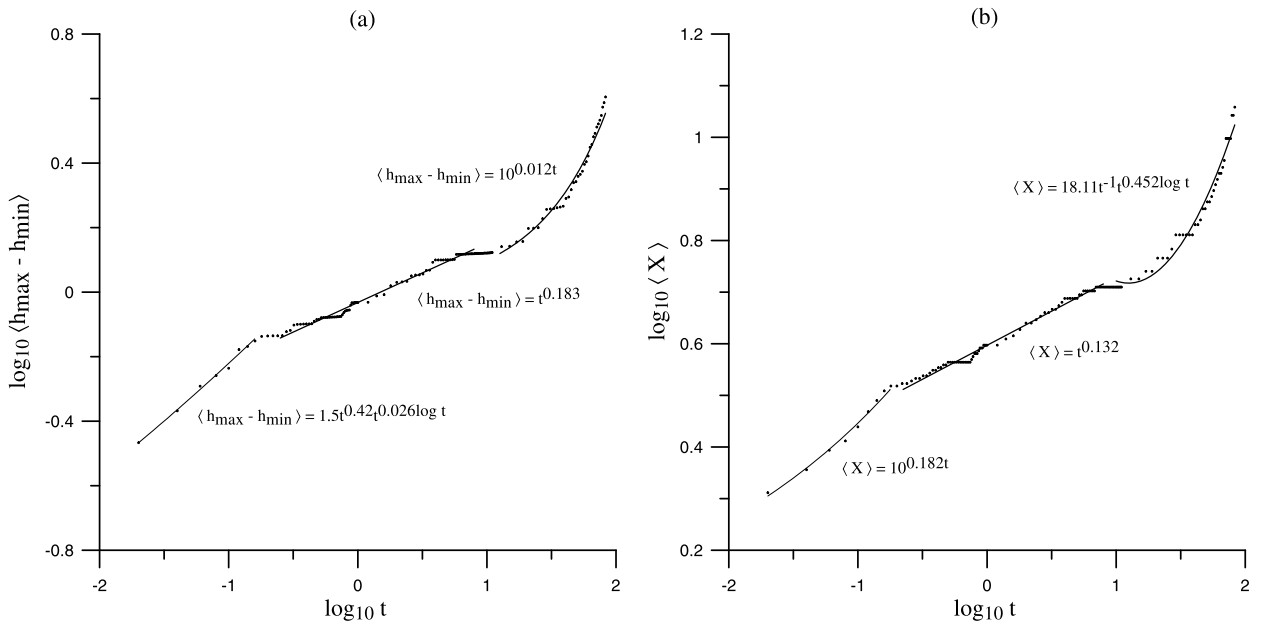 (a)
0.8
0.4
0
-0.4
-0.8
-2
-1
0
1
2
log10 t
log10 ⟨hmax - hmin⟩
⟨ hmax - hmin ⟩ = 10^0.012t
⟨ hmax - hmin ⟩ = t^0.183
⟨ hmax - hmin ⟩ = 1.5t^0.42t^0.026log t
(b)
1.2
1
0.8
0.6
0.4
0.2
-2
-1
0
1
2
log10 t
log10 ⟨ X ⟩
⟨ X ⟩ = 18.11t^-1t^0.452log t
⟨ X ⟩ = t^0.132
⟨ X ⟩ = 10^0.182t